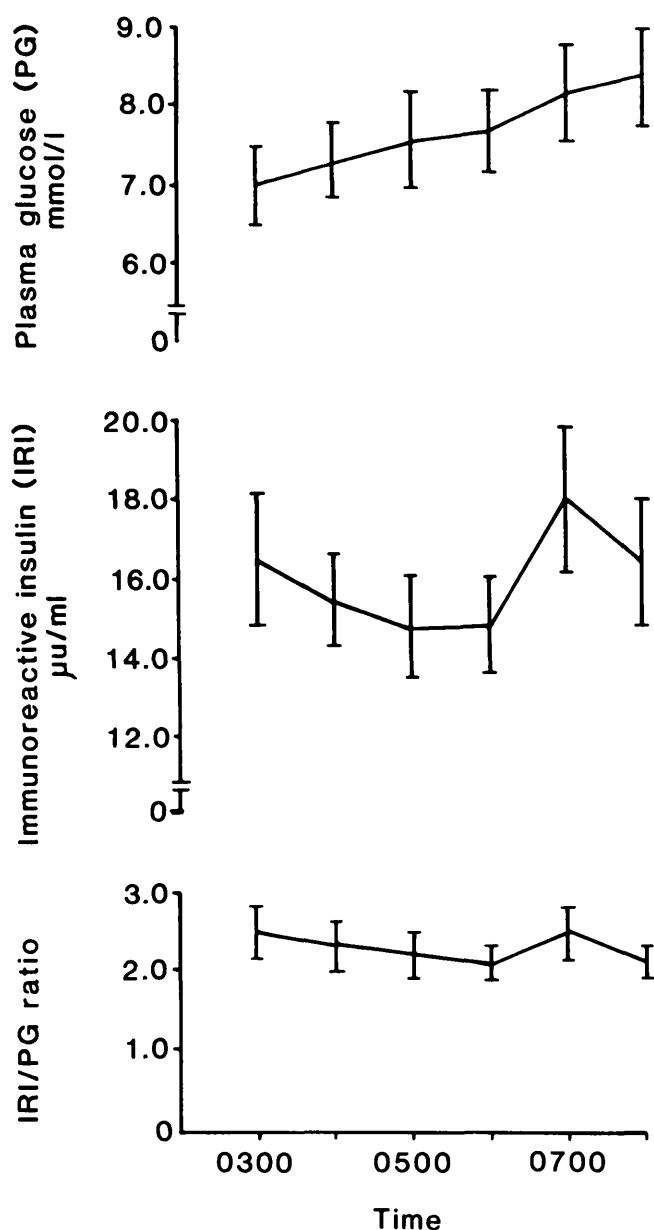 Plasma glucose (PG)
mmol/l
9.0
8.0
7.0
6.0
0
Immunoreactive insulin (IRI)
µu/ml
20.0
18.0
16.0
14.0
12.0
0
IRI/PG ratio
3.0
2.0
1.0
0
0300 0500 0700
Time